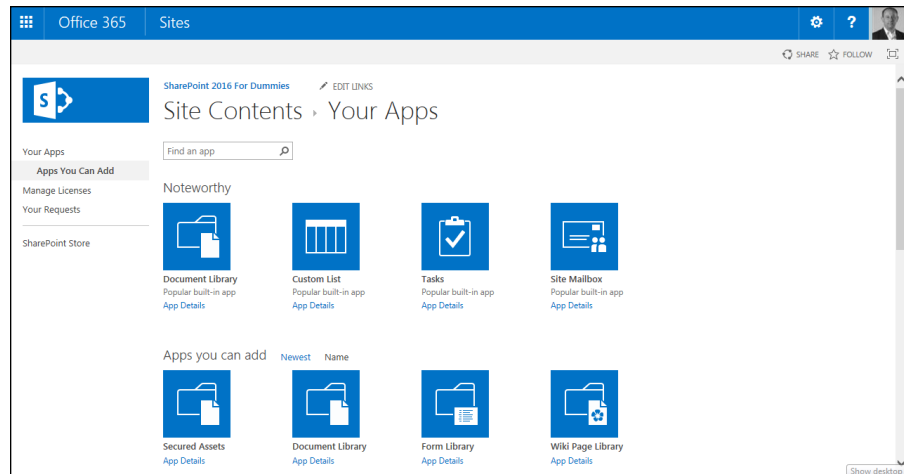 Office 365
Sites
?
SHARE FOLLOW
S
SharePoint 2016 For Dummies EDIT LINKS
Site Contents › Your Apps
Your Apps
Apps You Can Add
Manage Licenses
Your Requests
SharePoint Store
Find an app
Noteworthy
Document Library Custom List Tasks Site Mailbox
Popular built-in app Popular built-in app Popular built-in app Popular built-in app
App Details App Details App Details App Details
Apps you can add Newest Name
Secured Assets Document Library Form Library Wiki Page Library
App Details App Details App Details App Details
Show desktop